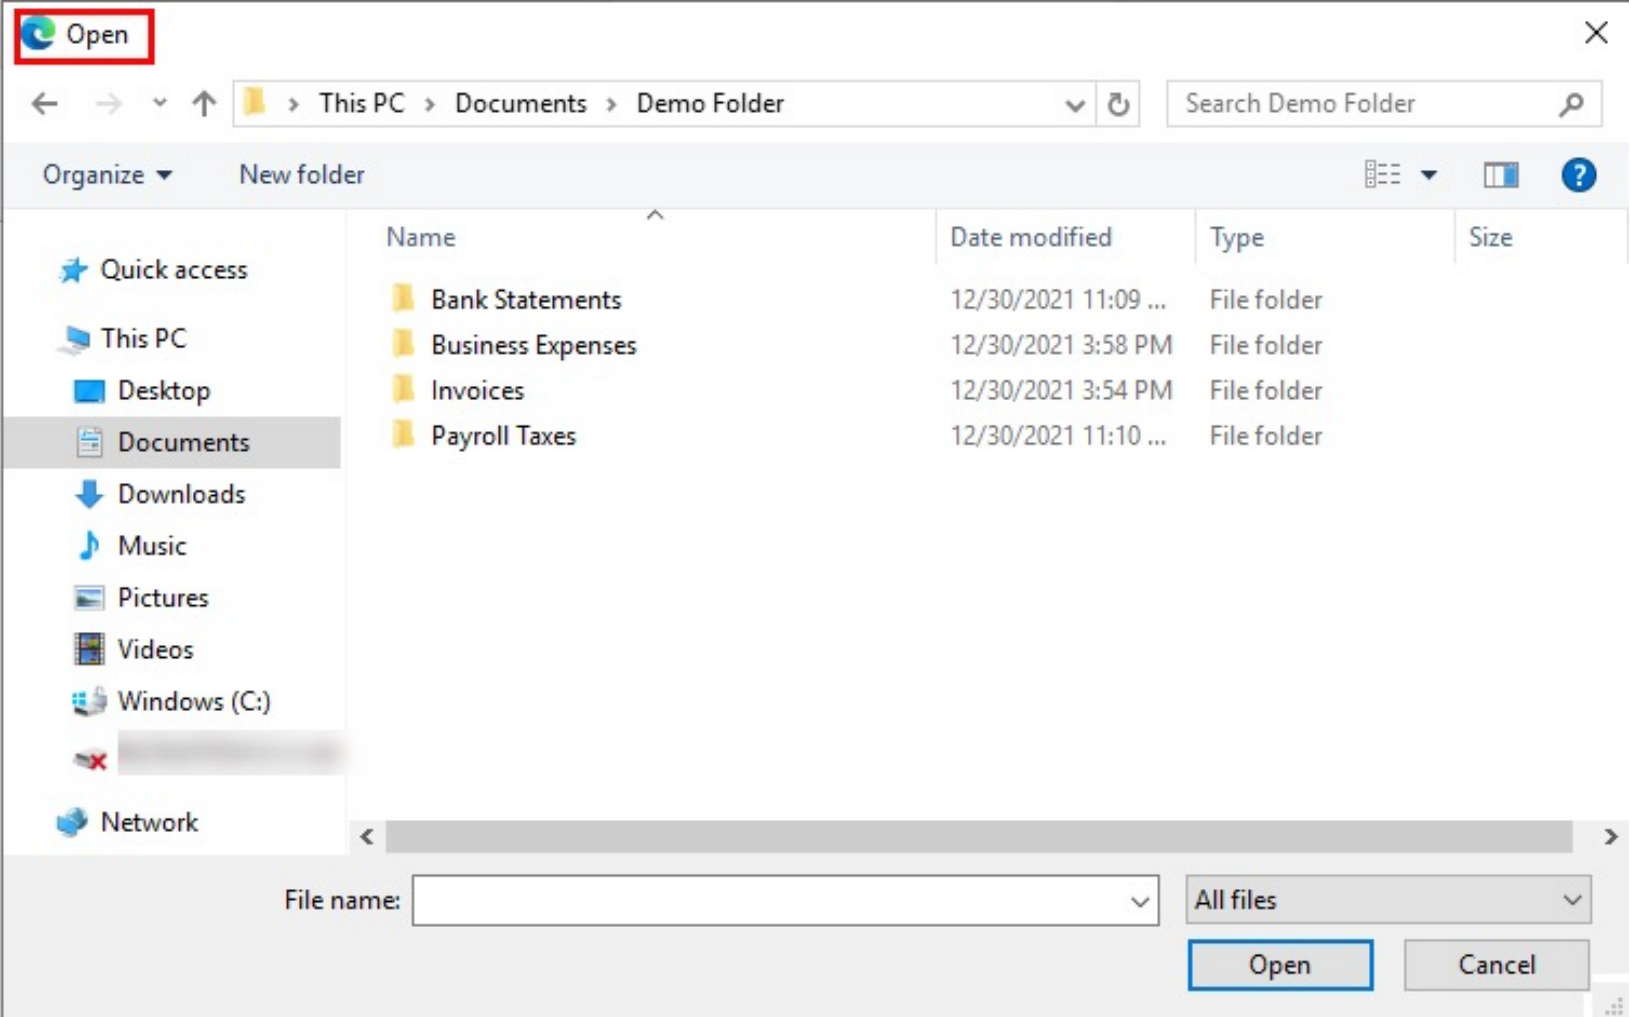 Open
This PC > Documents > Demo Folder
Search Demo Folder
Organize
New folder
Name
Date modified
Type
Size
Quick access
This PC
Desktop
Documents
Downloads
Music
Pictures
Videos
Windows (C:)
Network
Bank Statements 12/30/2021 11:09 ... File folder
Business Expenses 12/30/2021 3:58 PM File folder
Invoices 12/30/2021 3:54 PM File folder
Payroll Taxes 12/30/2021 11:10 ... File folder
File name:
All files
Open
Cancel